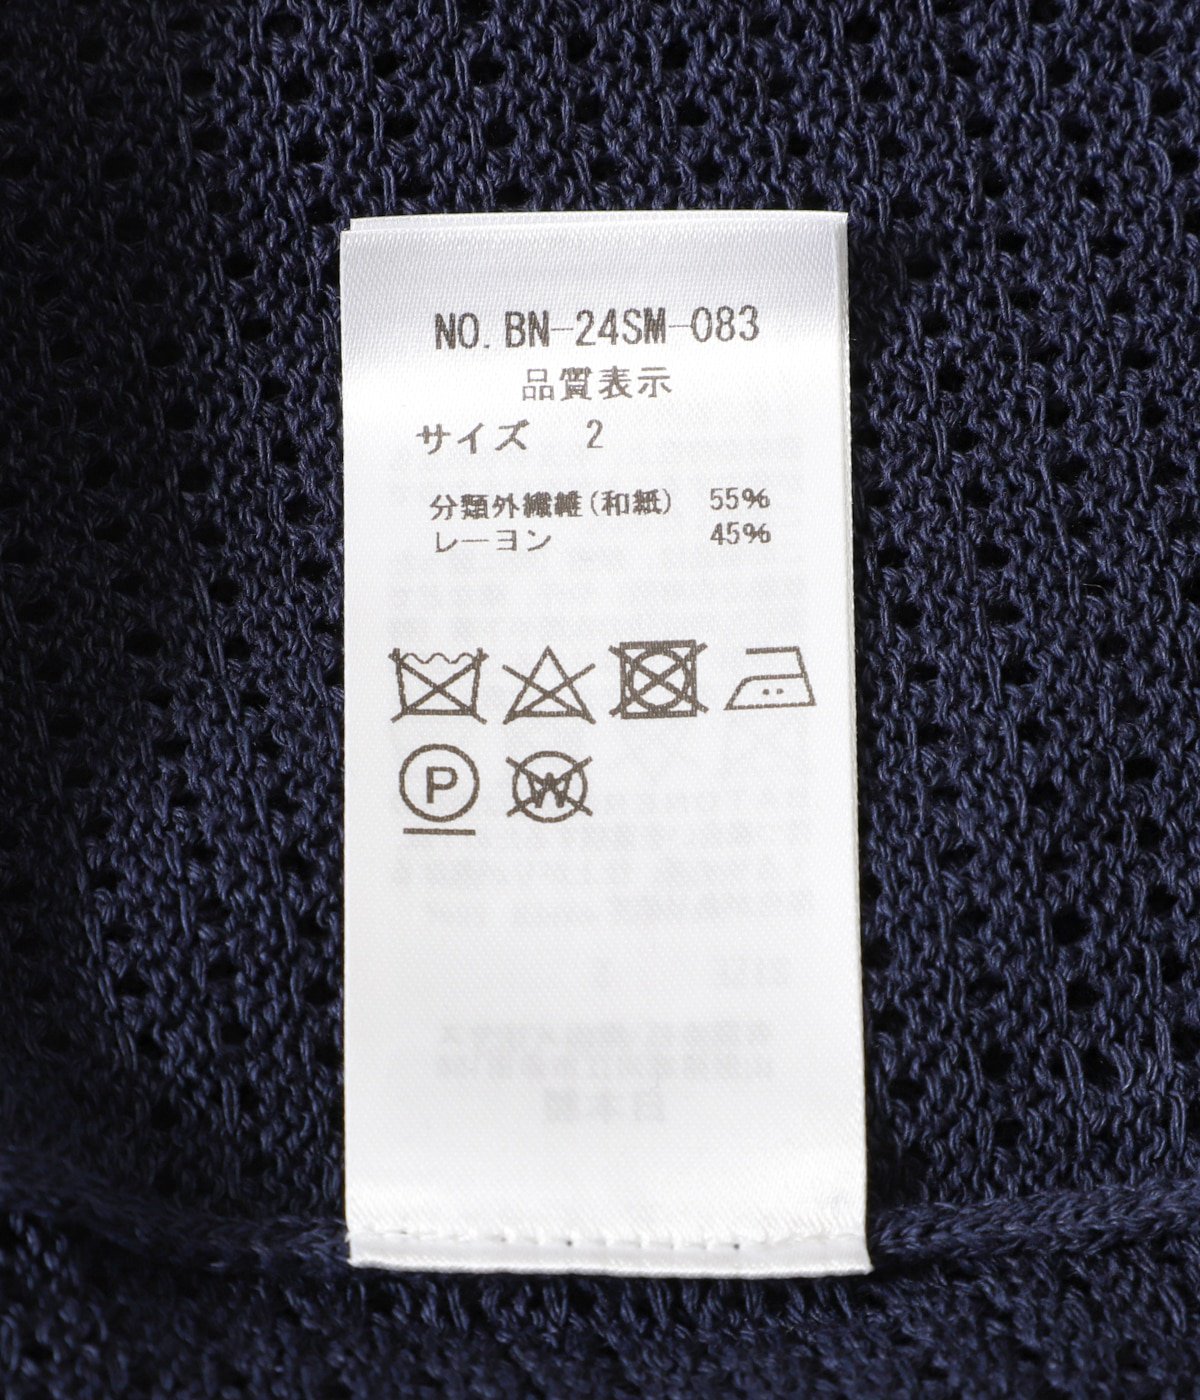 NO. BN-24SM-083
品質表示
サイズ 2
分類外繊維(和紙) 55%
レーヨン 45%
P
W